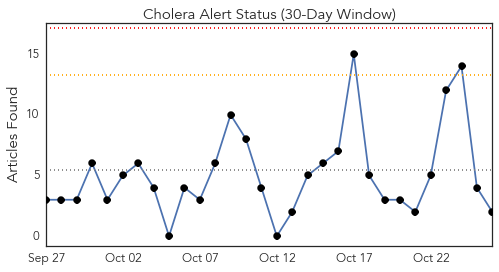 Cholera Alert Status (30-Day Window)
Articles Found
15
10
5
0
Sep 27
Oct 02
Oct 07
Oct 12
Oct 17
Oct 22